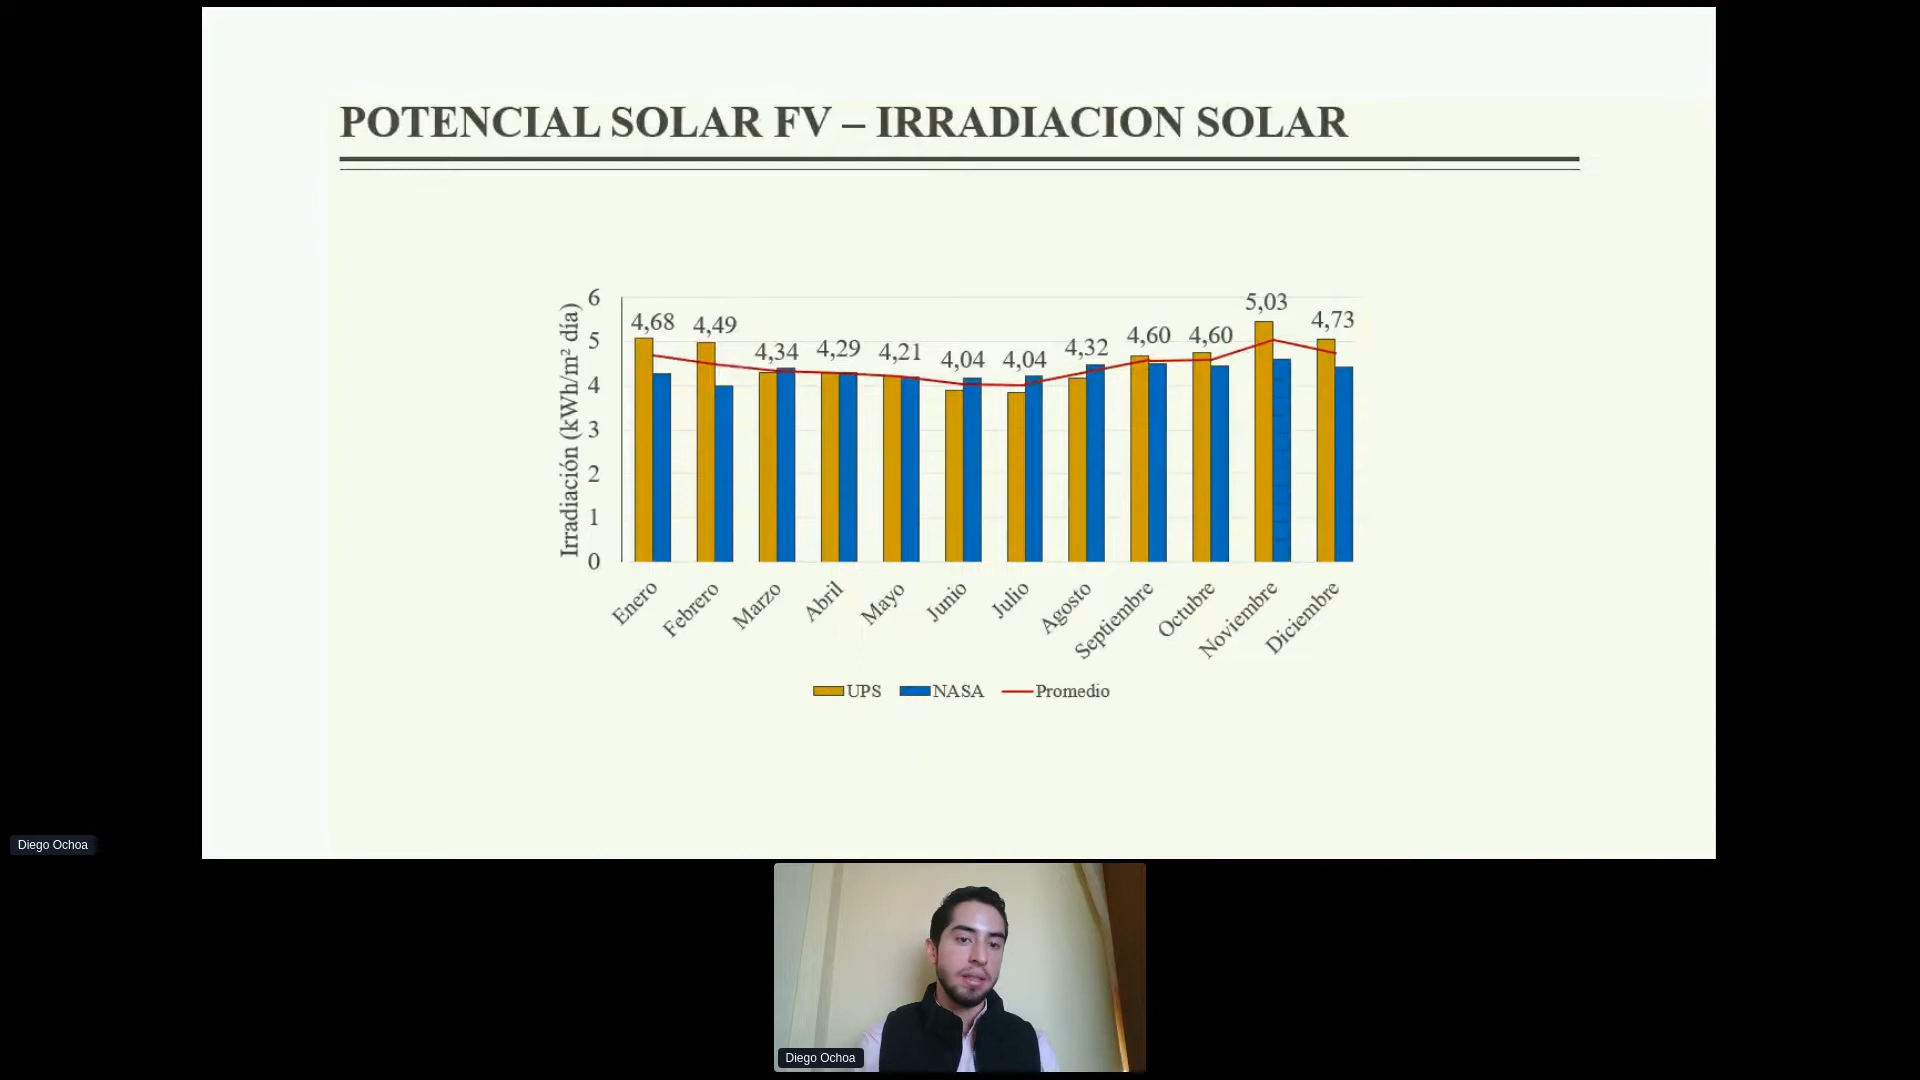 POTENCIAL SOLAR FV – IRRADIACION SOLAR
Irradiación (kWh/m² día)
6
5
4
3
2
1
0
4,68
4,49
4,34
4,29
4,21
4,04
4,04
4,32
4,60
4,60
5,03
4,73
Enero
Febrero
Marzo
Abril
Mayo
Junio
Julio
Agosto
Septiembre
Octubre
Noviembre
Diciembre
UPS NASA Promedio
Diego Ochoa
Diego Ochoa